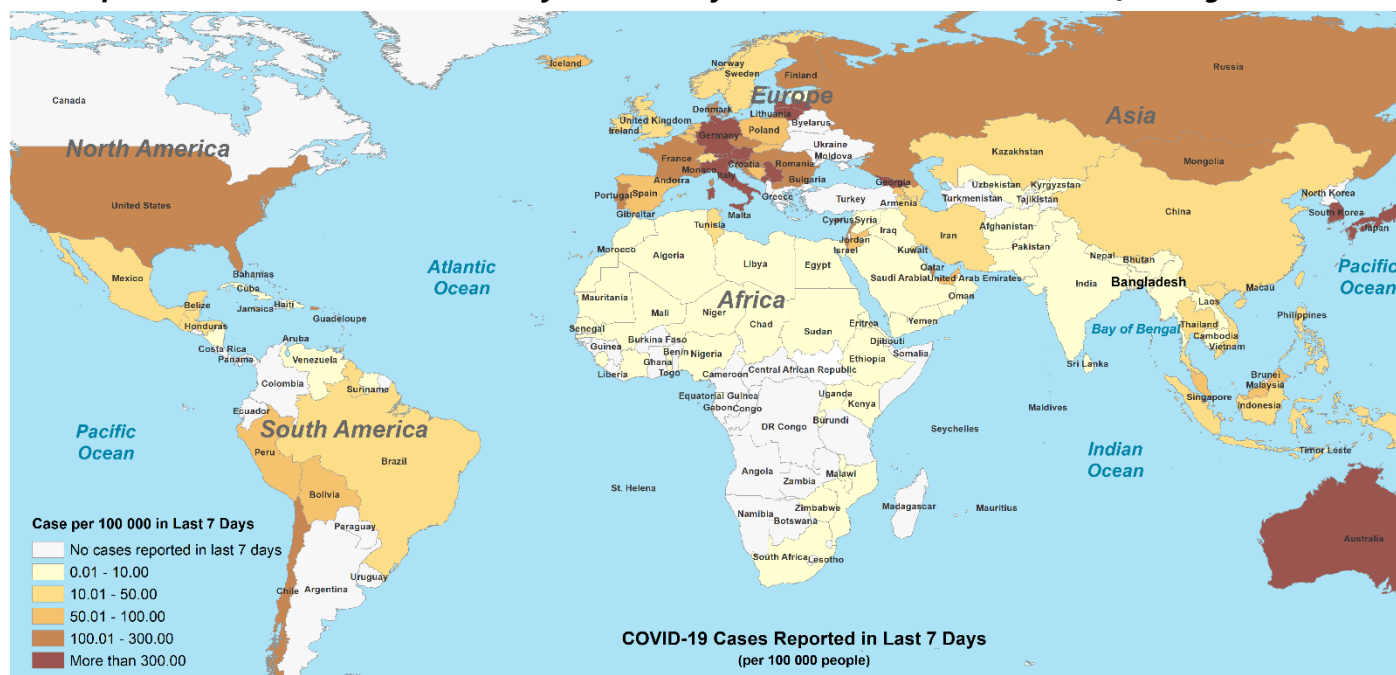 Canada
North America
United States
Mexico
Bahamas
Cuba
Haiti
Belize
Jamaica
Honduras
Guadeloupe
Aruba
Costa Rica
Panama
Venezuela
Colombia
Suriname
Ecuador
South America
Peru
Brazil
Bolivia
Paraguay
Uruguay
Chile
Argentina
Pacific
Ocean
Atlantic
Ocean
Iceland
Norway
Sweden
Finland
Europe
Denmark
Lithuania
United Kingdom
Ireland
Byelarus
Germany
Poland
Ukraine
Moldova
France
Croatia
Romania
Monaco
Italy
Bulgaria
Andorra
Portugal
Spain
Gibraltar
Malta
Greece
Turkey
Georgia
Armenia
Russia
Asia
Kazakhstan
Mongolia
Uzbekistan
Kyrgyzstan
Turkmenistan
Tajikistan
North Korea
South Korea
Japan
China
Cyprus
Syria
Iraq
Iran
Afghanistan
Jordan
Israel
Kuwait
Pakistan
Nepal
Bhutan
Bangladesh
Qatar
Saudi Arabia
United Arab Emirates
India
Macau
Oman
Yemen
Laos
Bay of Bengal
Thailand
Philippines
Cambodia
Vietnam
Sri Lanka
Brunei
Malaysia
Singapore
Indonesia
Maldives
Timor Leste
Pacific
Ocean
Indian
Ocean
Australia
Tunisia
Morocco
Algeria
Libya
Egypt
Africa
Mauritania
Mali
Niger
Chad
Sudan
Eritrea
Senegal
Burkina Faso
Djibouti
Guinea
Benin
Nigeria
Ghana
Togo
Liberia
Ethiopia
Somalia
Cameroon
Central African Republic
Equatorial Guinea
Gabon
Congo
Uganda
Kenya
DR Congo
Burundi
Seychelles
Angola
Zambia
Malawi
St. Helena
Namibia
Zimbabwe
Botswana
Madagascar
Mauritius
South Africa
Lesotho
Case per 100 000 in Last 7 Days
No cases reported in last 7 days
0.01 - 10.00
10.01 - 50.00
50.01 - 100.00
100.01 - 300.00
More than 300.00
COVID-19 Cases Reported in Last 7 Days
(per 100 000 people)